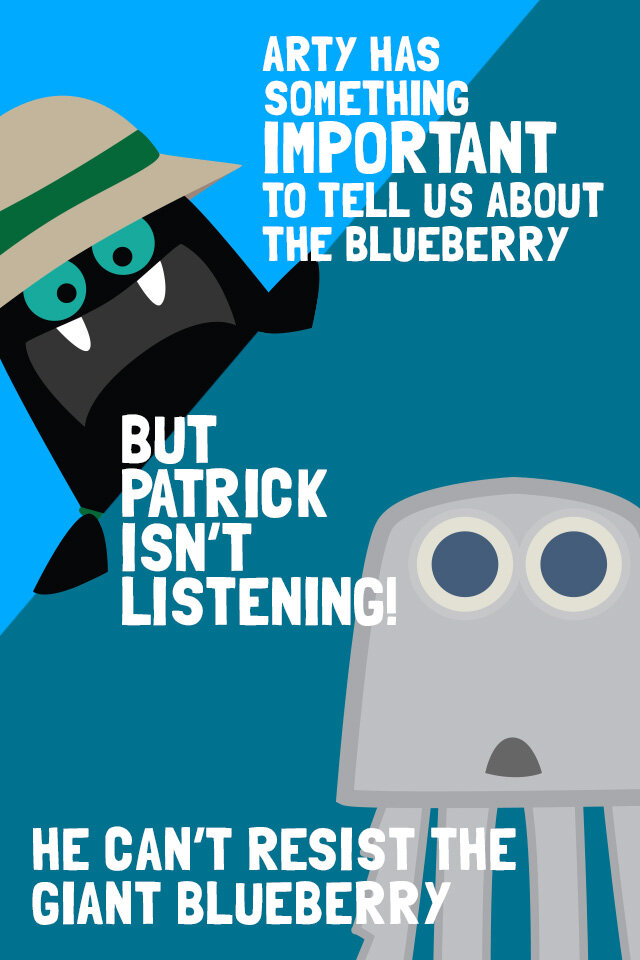 ARTY HAS
SOMETHING
IMPORTANT
TO TELL US ABOUT
THE BLUEBERRY
BUT
PATRICK
ISN'T
LISTENING!
HE CAN'T RESIST THE
GIANT BLUEBERRY